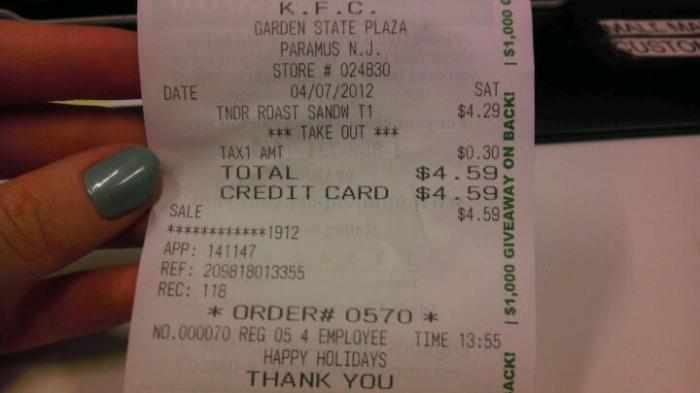 K.F.C.
GARDEN STATE PLAZA
PARAMUS N.J.
STORE # 024830
DATE 04/07/2012 SAT
TNDR ROAST SANDW T1 $4.29
*** TAKE OUT ***
TAX1 AMT $0.30
TOTAL $4.59
CREDIT CARD $4.59
SALE $4.59
************1912
APP: 141147
REF: 209818013355
REC: 118
* ORDER# 0570 *
NO.000070 REG 05 4 EMPLOYEE TIME 13:55
HAPPY HOLIDAYS
THANK YOU
| $1,000
| $1,000 GIVEAWAY ON BACK!